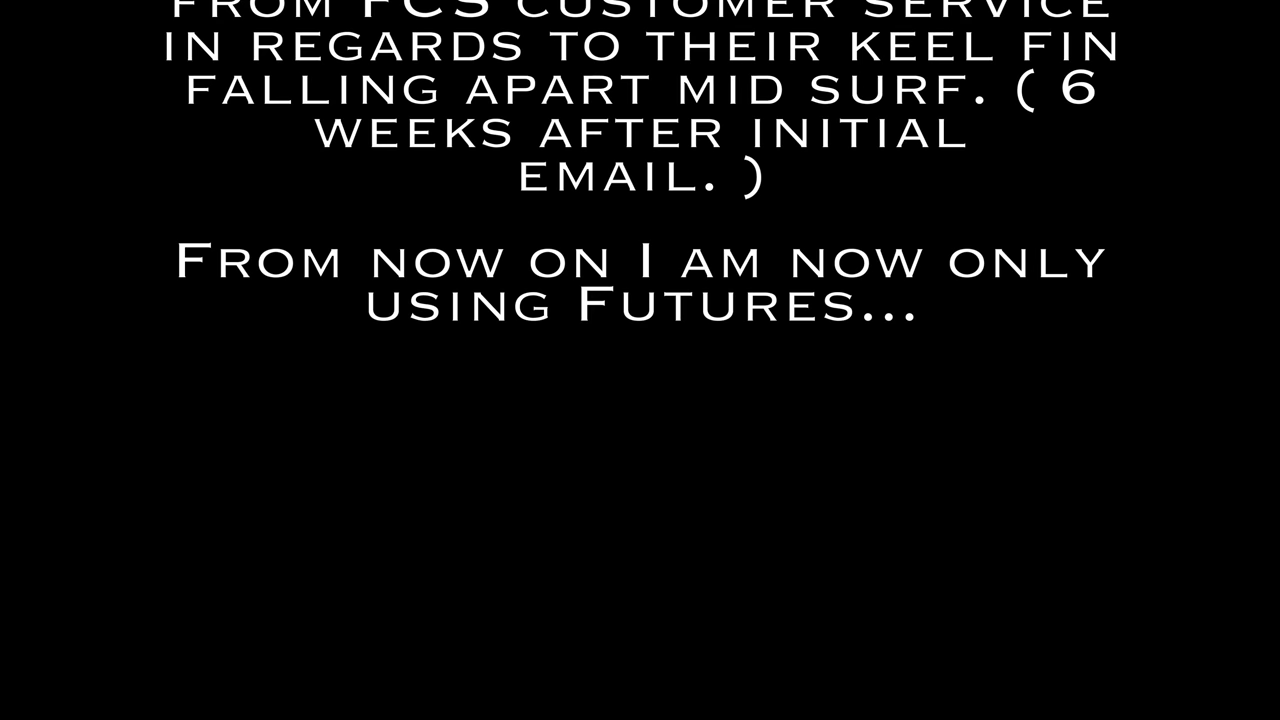 FROM FCS CUSTOMER SERVICE
IN REGARDS TO THEIR KEEL FIN
FALLING APART MID SURF. ( 6
WEEKS AFTER INITIAL
EMAIL. )
FROM NOW ON I AM NOW ONLY
USING FUTURES...